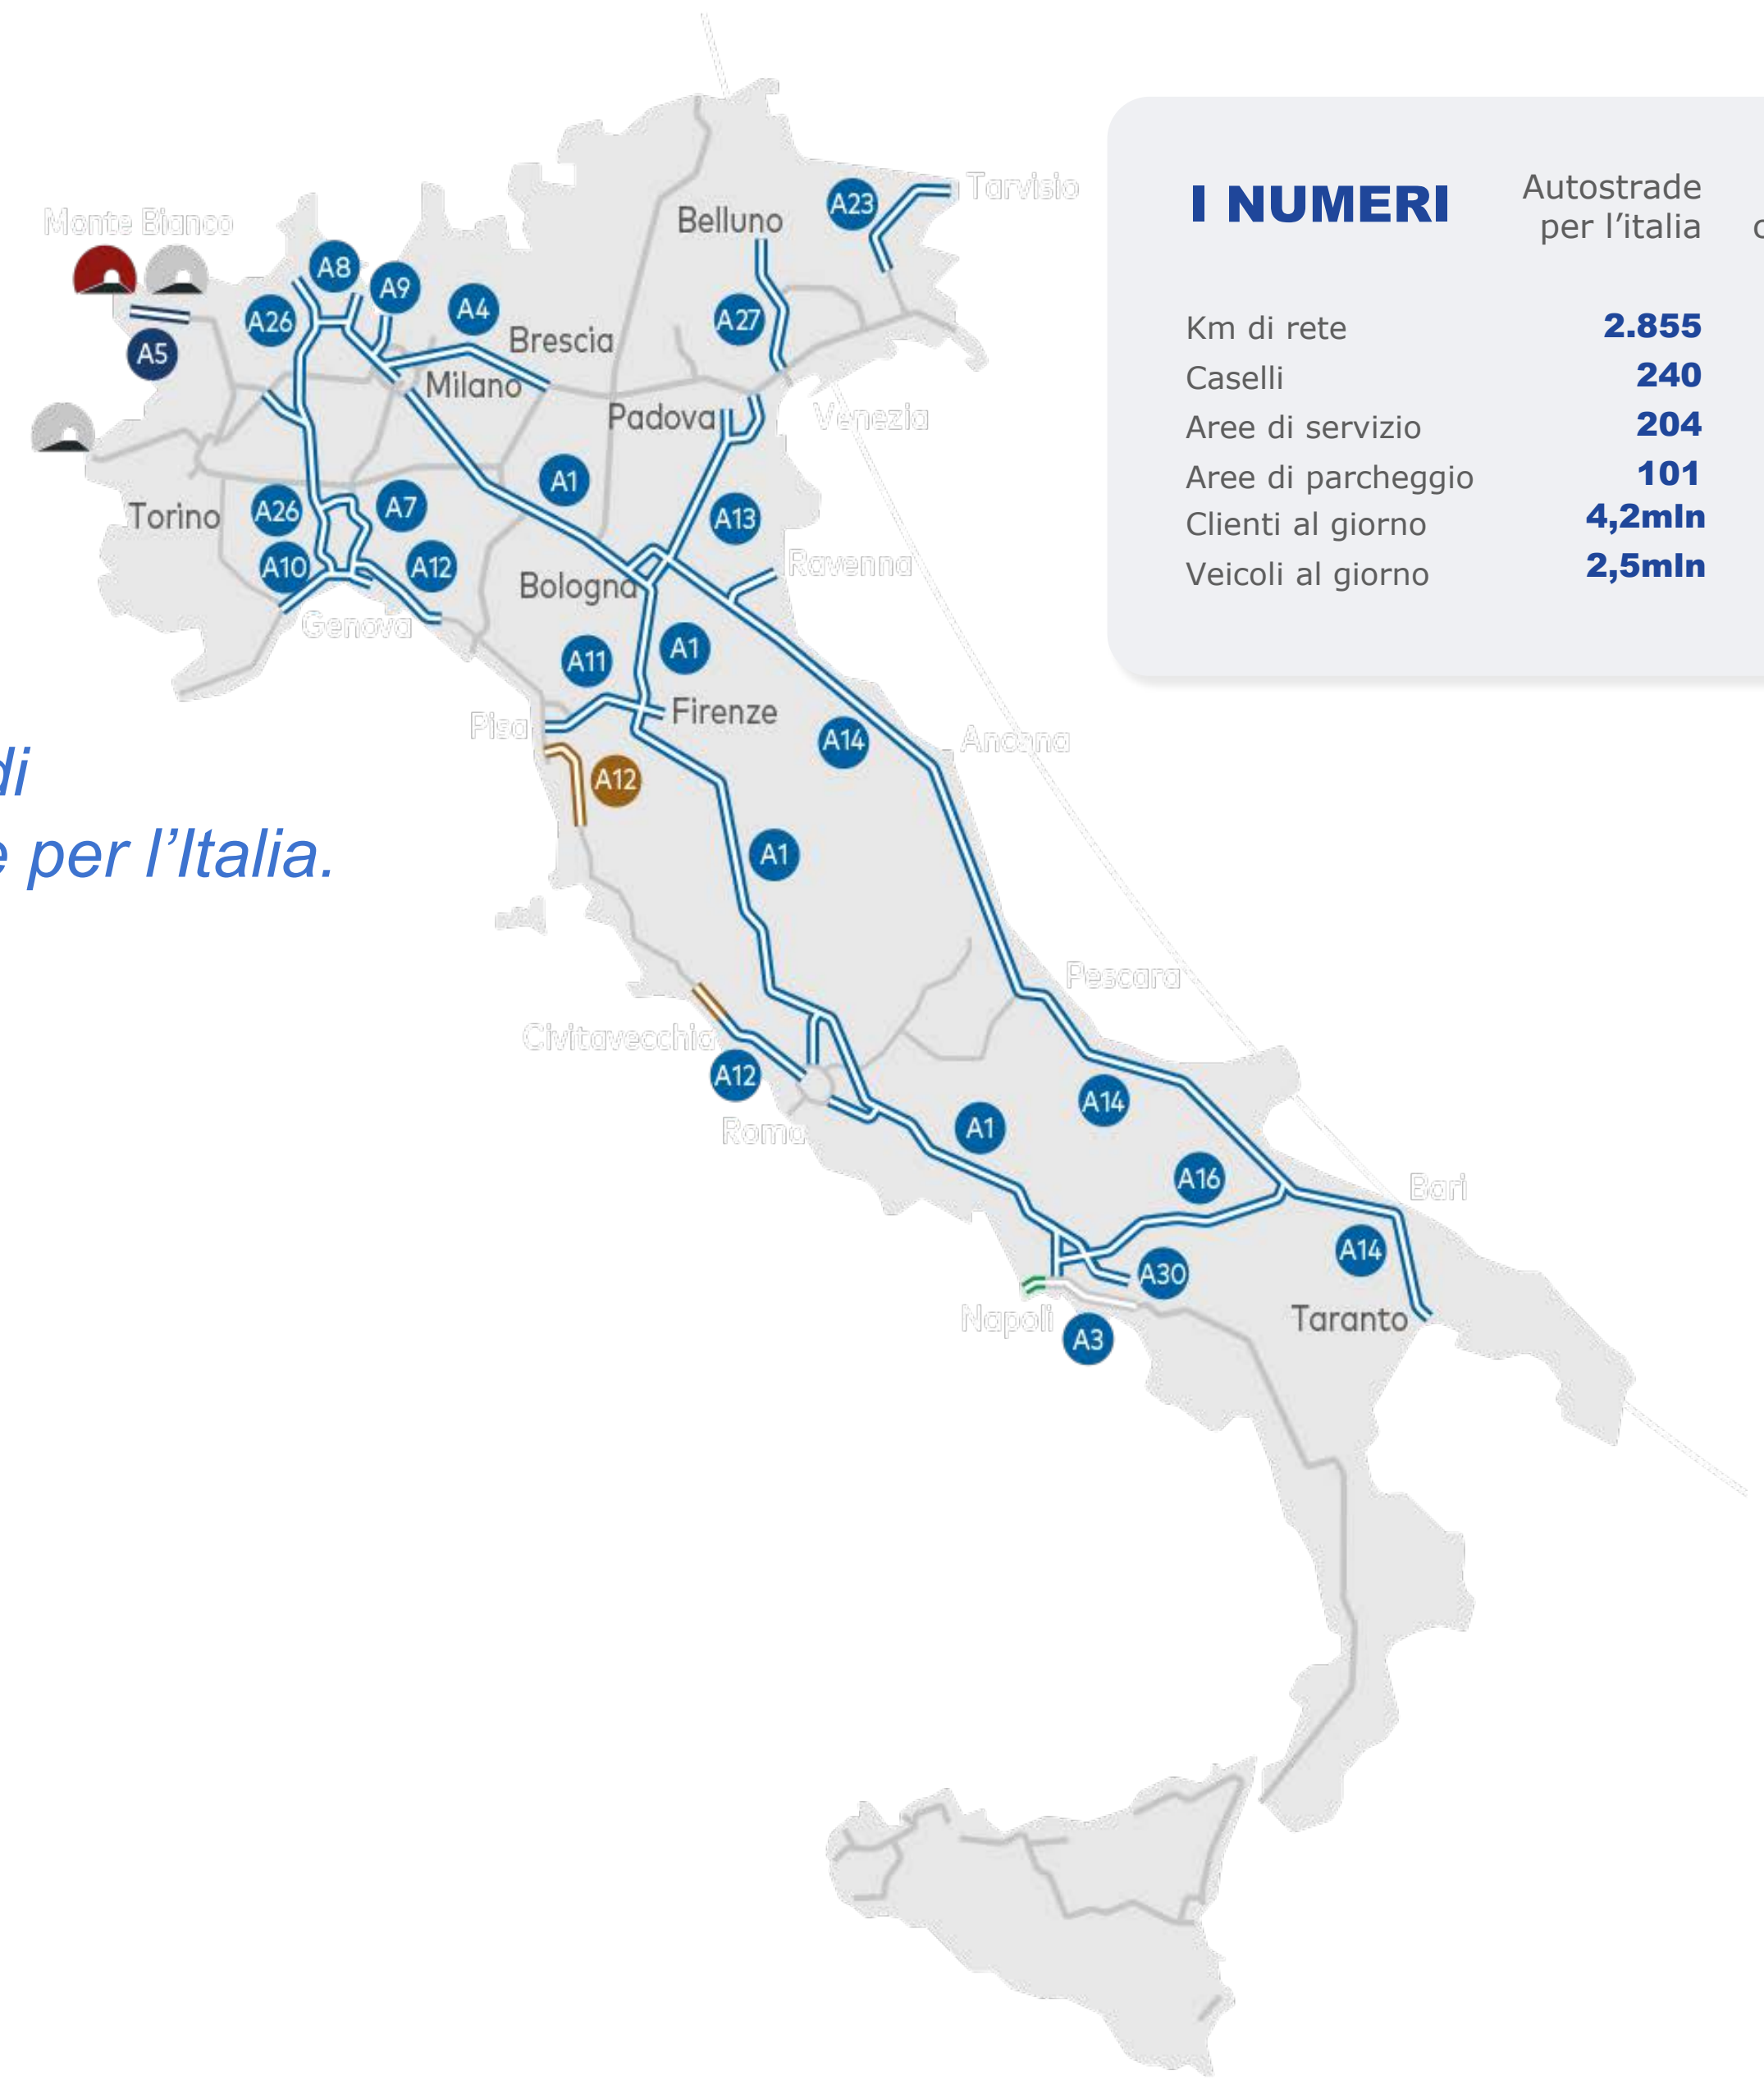 Tarvisio
A23
Monte Bianco
Belluno
A8
A9
A4
A26
A27
Brescia
A5
Milano
Padova
Venezia
A1
Torino
A26
A7
A13
A10
A12
Ravenna
Bologna
Genova
A11
A1
Firenze
Pisa
A14
Ancona
A12
A1
Pescara
Civitavecchia
A12
Roma
A1
A14
A16
Bari
A14
A30
Napoli
A3
Taranto
I NUMERI
Autostrade
per l’italia
Km di rete 2.855
Caselli 240
Aree di servizio 204
Aree di parcheggio 101
Clienti al giorno 4,2mln
Veicoli al giorno 2,5mln
di
e per l’Italia.